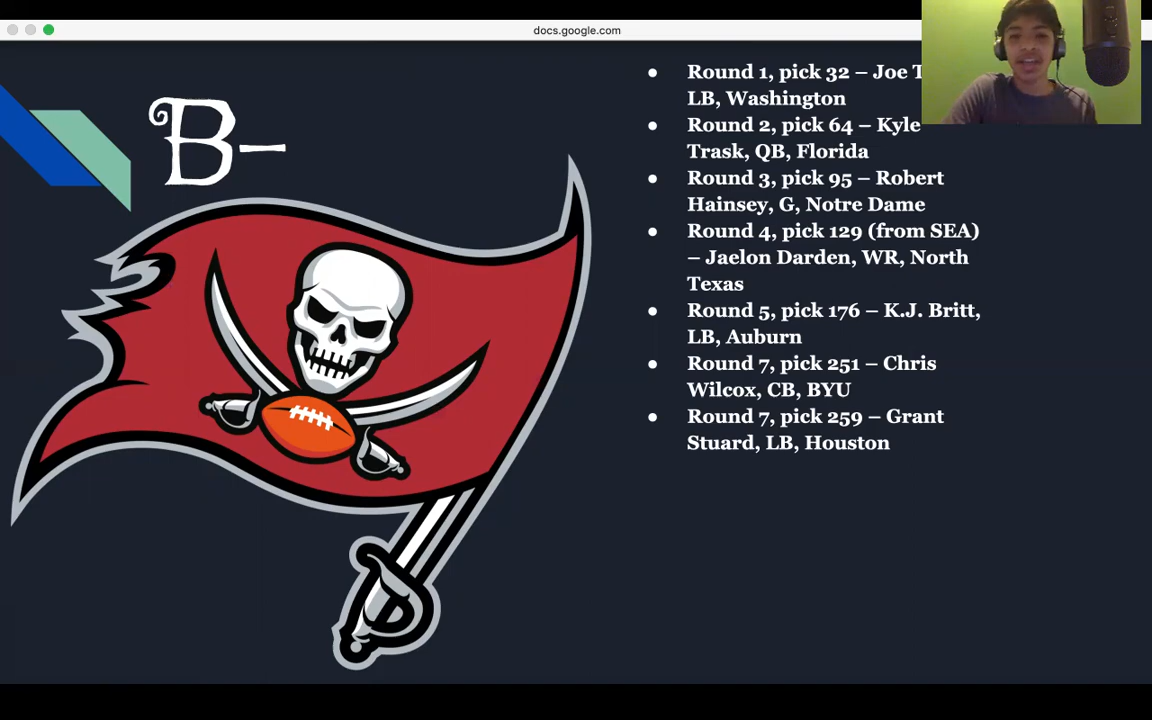 docs.google.com
B-
● Round 1, pick 32 – Joe
LB, Washington
● Round 2, pick 64 – Kyle
Trask, QB, Florida
● Round 3, pick 95 – Robert
Hainsey, G, Notre Dame
● Round 4, pick 129 (from SEA)
– Jaelon Darden, WR, North
Texas
● Round 5, pick 176 – K.J. Britt,
LB, Auburn
● Round 7, pick 251 – Chris
Wilcox, CB, BYU
● Round 7, pick 259 – Grant
Stuard, LB, Houston